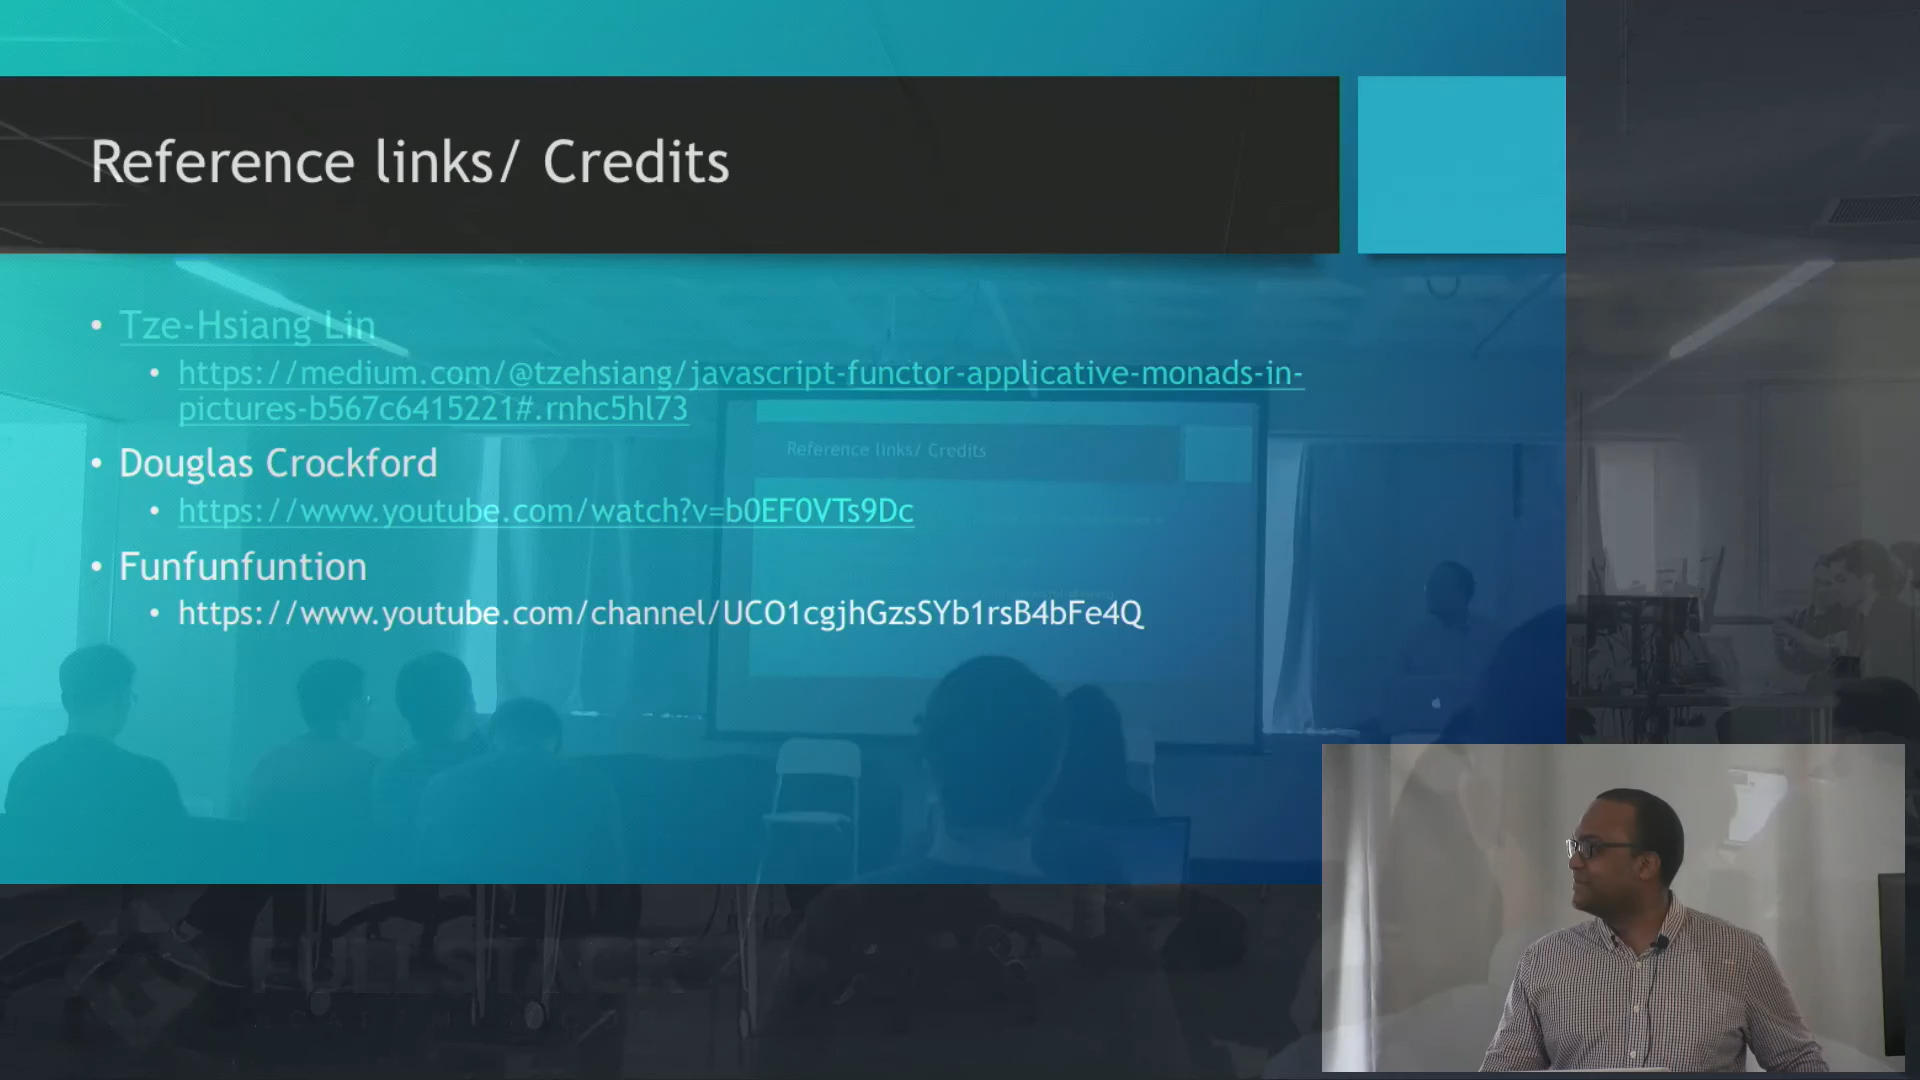 Reference links/ Credits
• Tze-Hsiang Lin
• https://medium.com/@tzehsiang/javascript-functor-applicative-monads-in-
pictures-b567c6415221#.rnhc5hl73
• Douglas Crockford
• https://www.youtube.com/watch?v=b0EF0VTs9Dc
• Funfunfuntion
• https://www.youtube.com/channel/UCO1cgjhGzsSYb1rsB4bFe4Q
Reference links/ Credits
FULLSTACK